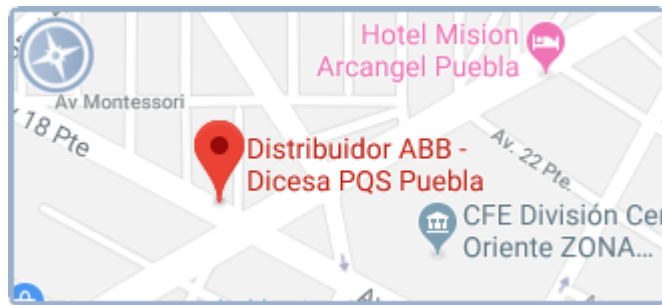 Hotel Mision
Arcangel Puebla
Av Montessori
18 Pte
Distribuidor ABB -
Dicesa PQS Puebla
Av. 22 Pte.
CFE División Cer
Oriente ZONA...